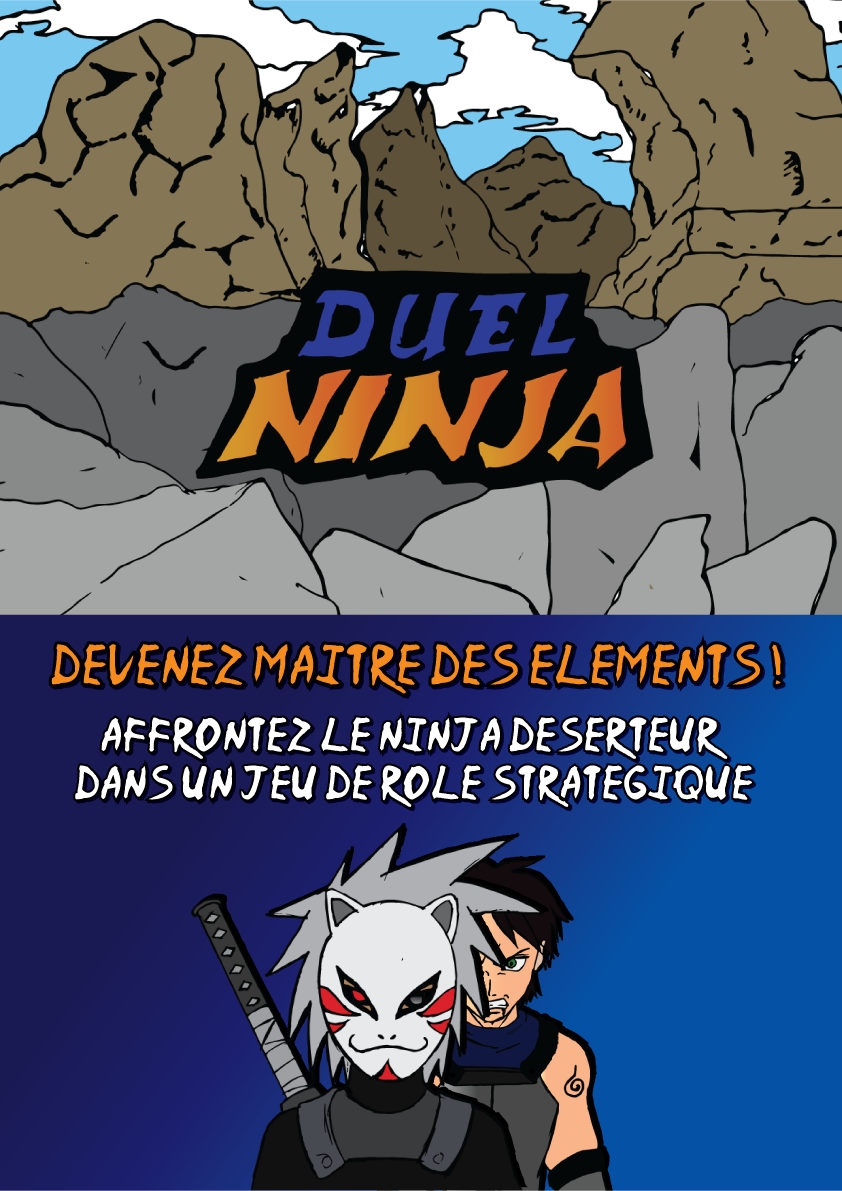 DUEL
NINJA
DEVENEZ MAITRE DES ELEMENTS !
AFFRONTEZ LE NINJA DESERTEUR
DANS UN JEU DE ROLE STRATEGIQUE